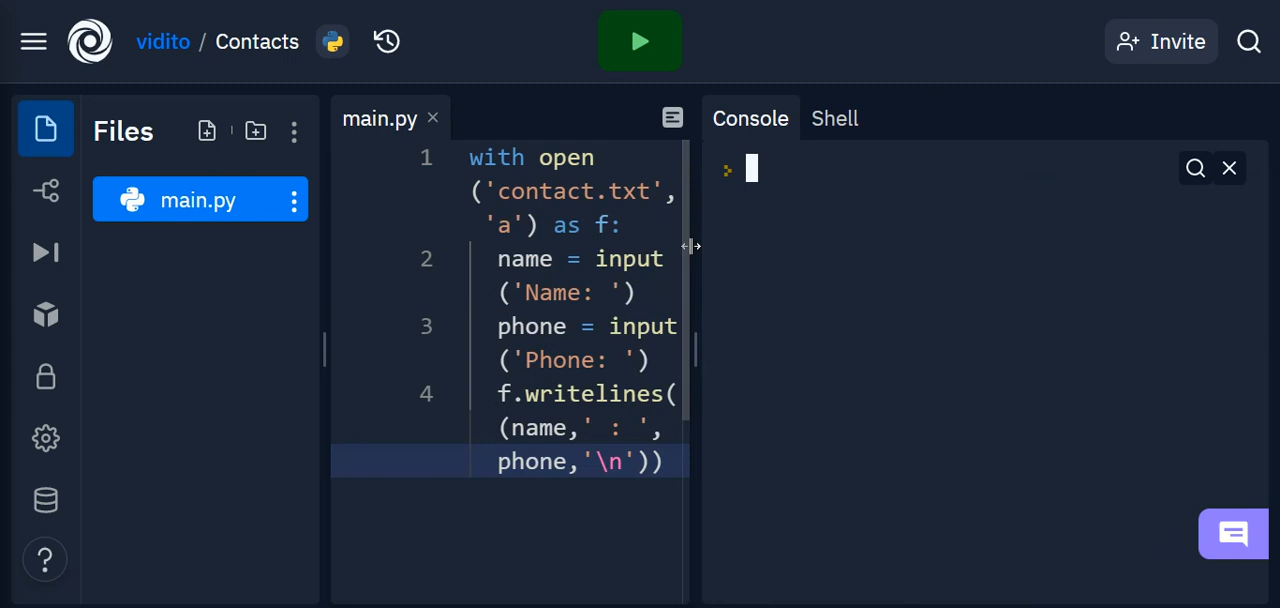 vidito / Contacts
Invite
Files
main.py
main.py
Console
Shell
1 with open
('contact.txt',
'a') as f:
2 name = input
('Name: ')
3 phone = input
('Phone: ')
4 f.writelines(
(name,' : ',
phone,'\n'))
?